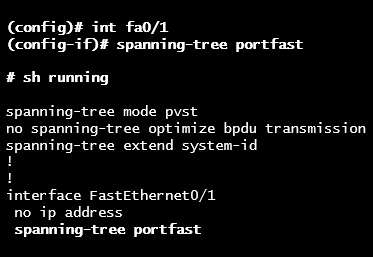 (config)# int fa0/1
(config-if)# spanning-tree portfast
# sh running
spanning-tree mode pvst
no spanning-tree optimize bpdu transmission
spanning-tree extend system-id
!
!
interface FastEthernet0/1
no ip address
spanning-tree portfast